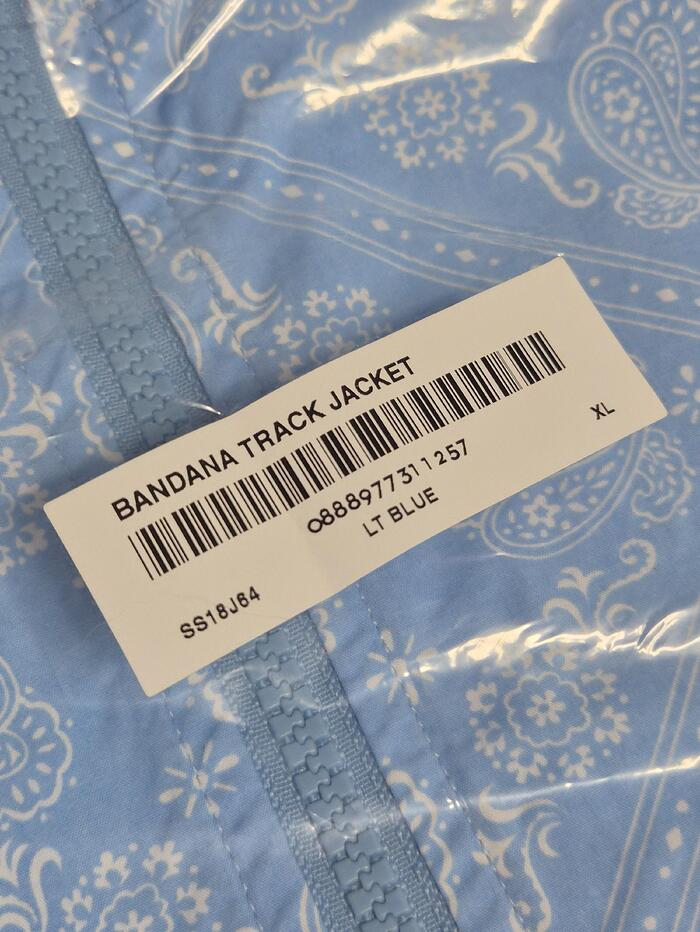 BANDANA TRACK JACKET
0888977311257
LT BLUE
XL
SS18J64